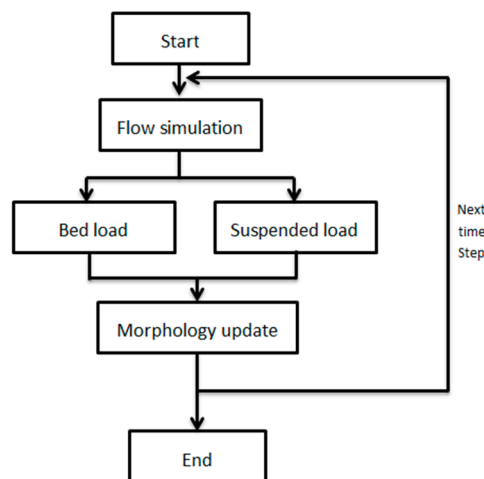 Start
Flow simulation
Bed load
Suspended load
Next
time
Step
Morphology update
End